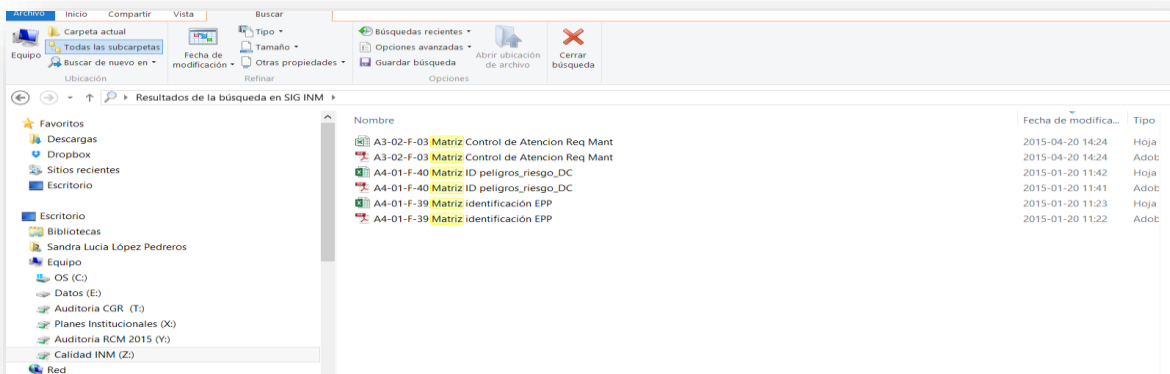 Archivo Inicio Compartir Vista Buscar
Equipo
Carpeta actual
Todas las subcarpetas
Buscar de nuevo en
Ubicación
Fecha de modificación
Tipo
Tamaño
Otras propiedades
Refinar
Búsquedas recientes
Opciones avanzadas
Guardar búsqueda
Abrir ubicación de archivo
Cerrar búsqueda
Opciones
Resultados de la búsqueda en SIG INM
Favoritos
Descargas
Dropbox
Sitios recientes
Escritorio
Escritorio
Bibliotecas
Sandra Lucia López Pedreros
Equipo
OS (C:)
Datos (E:)
Auditoria CGR (T:)
Planes Institucionales (X:)
Auditoria RCM 2015 (Y:)
Calidad INM (Z:)
Red
Nombre Fecha de modifica... Tipo
A3-02-F-03 Matriz Control de Atencion Req Mant 2015-04-20 14:24 Hoja
A3-02-F-03 Matriz Control de Atencion Req Mant 2015-04-20 14:24 Adob
A4-01-F-40 Matriz ID peligros_riesgo_DC 2015-01-20 11:42 Hoja
A4-01-F-40 Matriz ID peligros_riesgo_DC 2015-01-20 11:41 Adob
A4-01-F-39 Matriz identificación EPP 2015-01-20 11:23 Hoja
A4-01-F-39 Matriz identificación EPP 2015-01-20 11:22 Adob